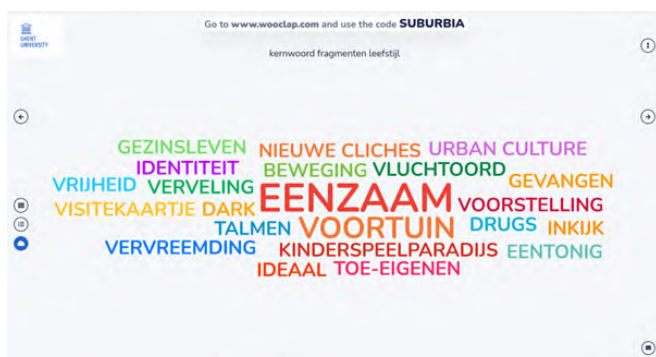 GHENT
UNIVERSITY
Go to www.wooclap.com and use the code SUBURBIA
kernwoord fragmenten leefstijl
GEZINSLEVEN NIEUWE CLICHES URBAN CULTURE
IDENTITEIT BEWEGING VLUCHTOORD
VRIJHEID VERVELING EENZAAM GEVANGEN
VISITEKAARTJE DARK VOORSTELLING
TALMEN VOORTUIN DRUGS INKIJK
VERVREEMDING KINDERSPEELPARADIJS EENTONIG
IDEAAL TOE-EIGENEN